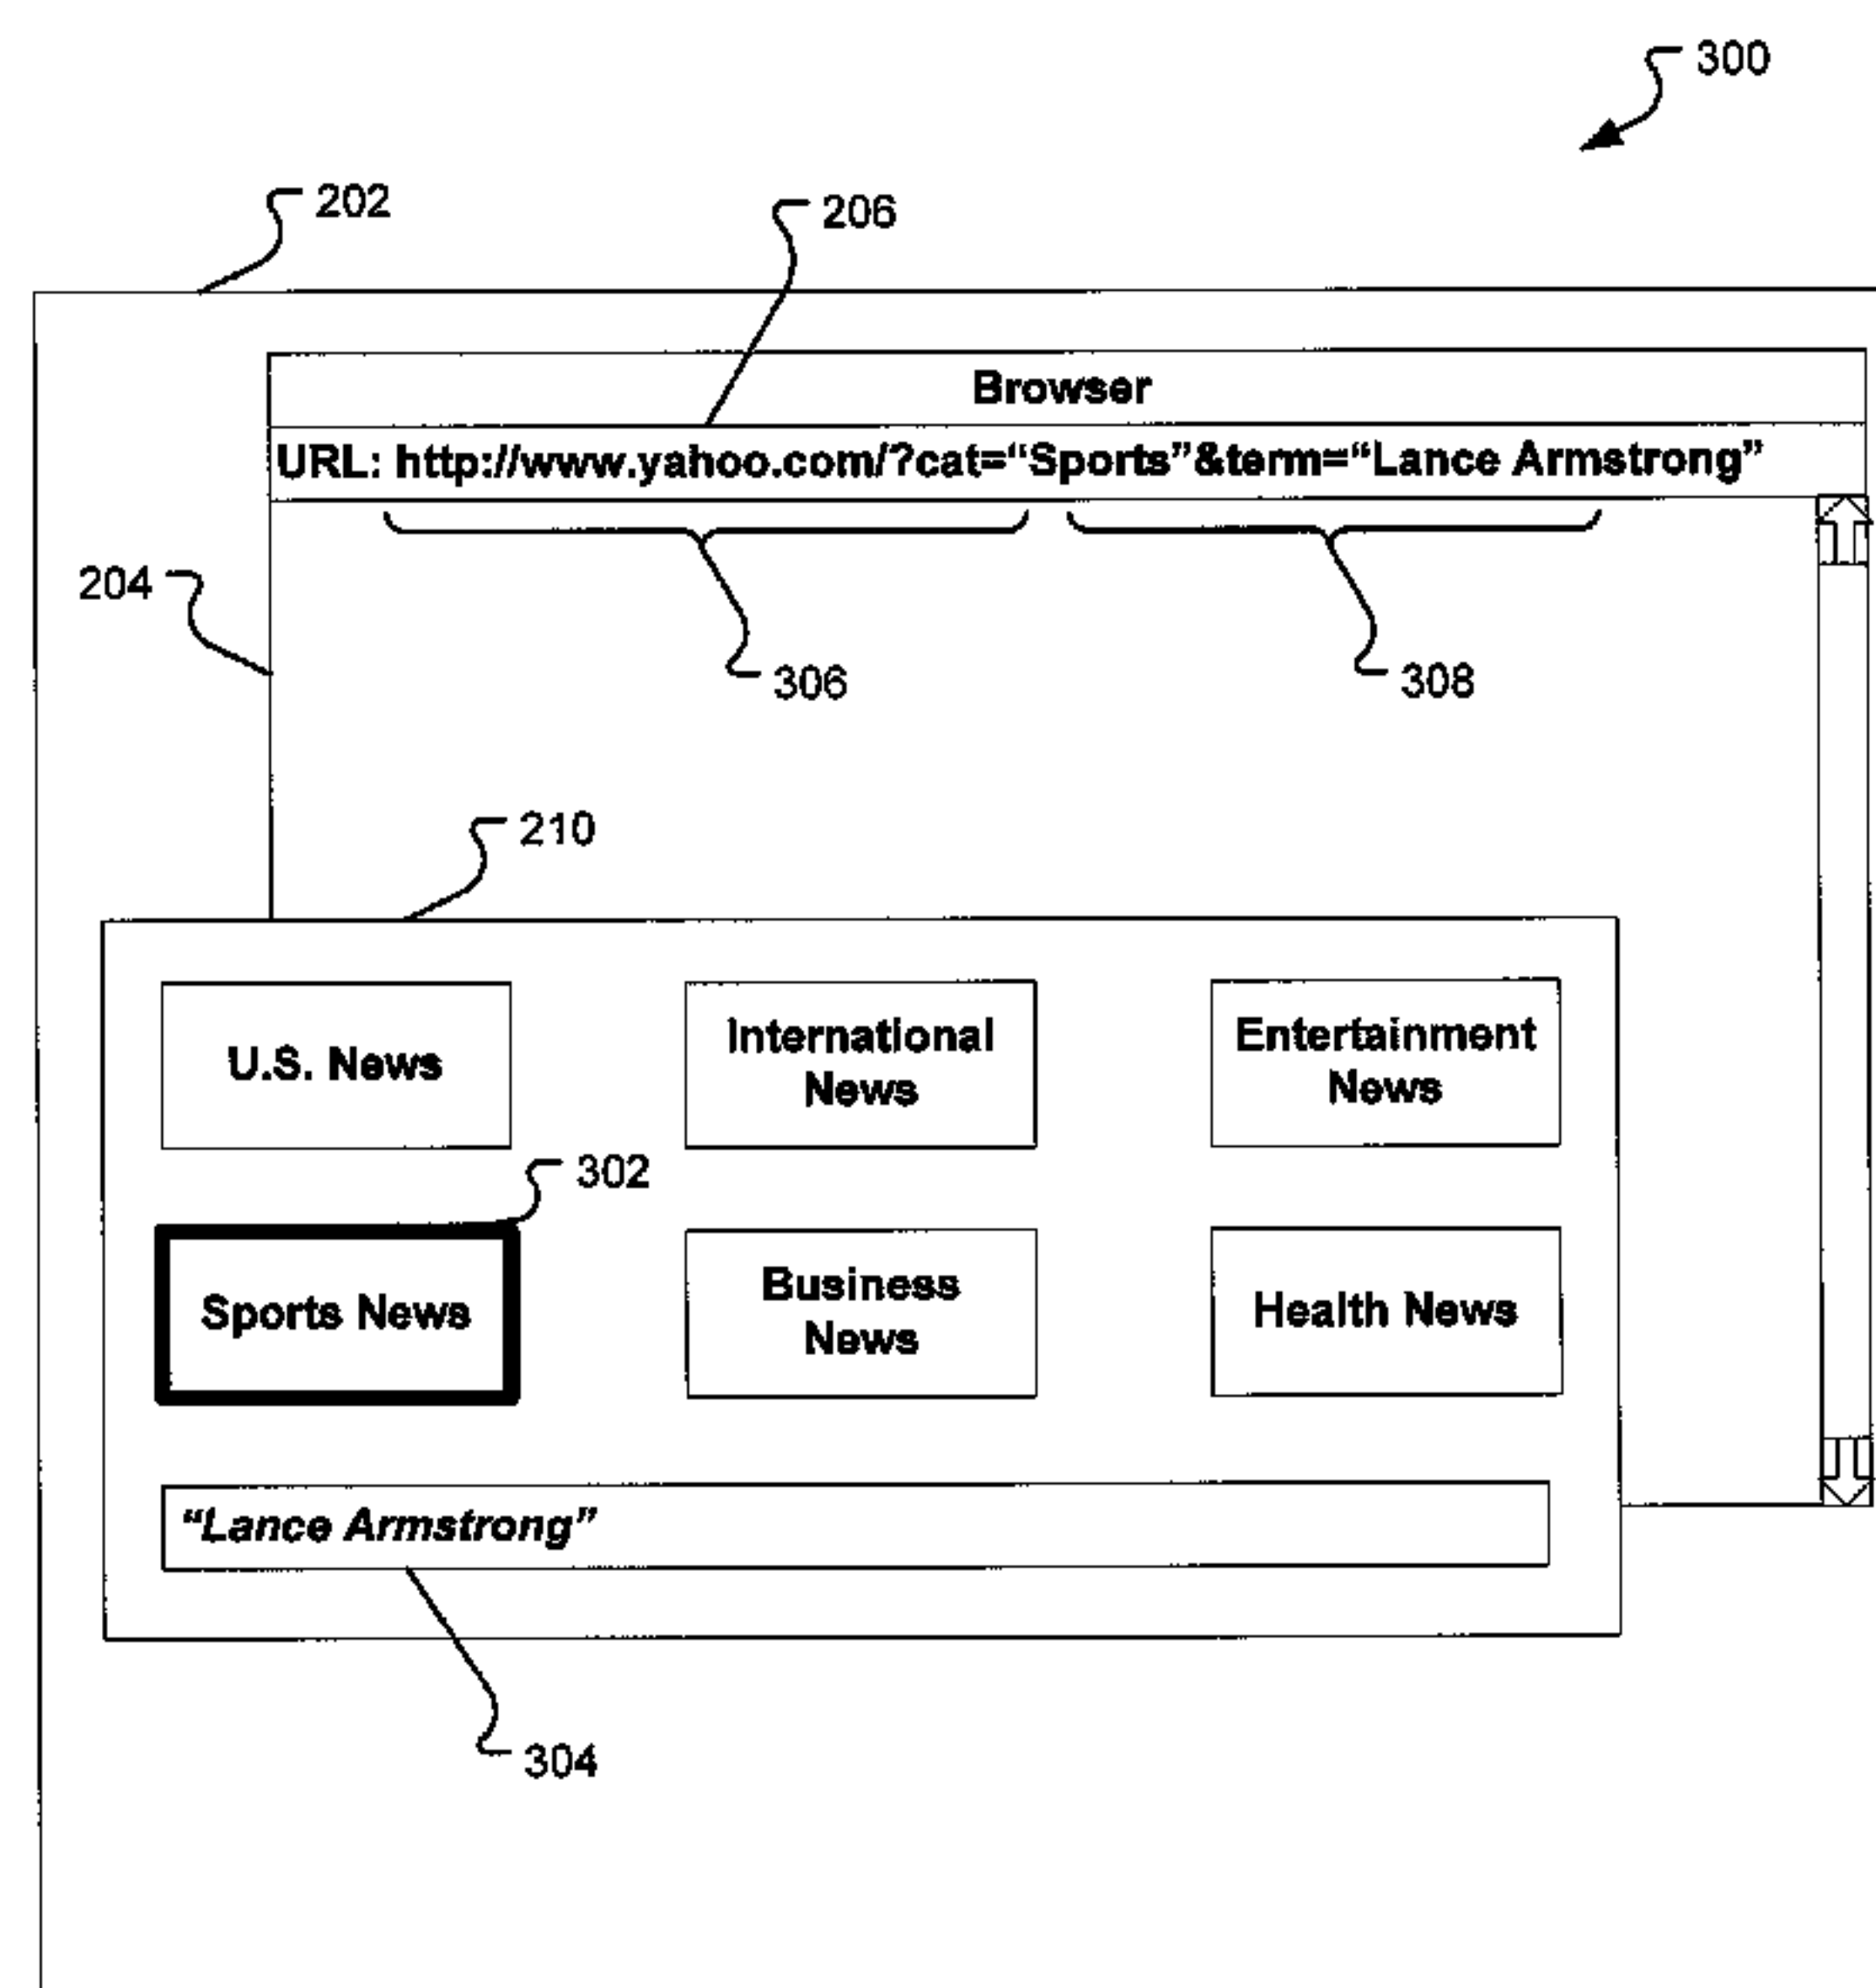 300
202
206
Browser
URL: http://www.yahoo.com/?cat=“Sports”&term=“Lance Armstrong”
204
306
308
210
U.S. News
International
News
Entertainment
News
302
Sports News
Business
News
Health News
“Lance Armstrong”
304